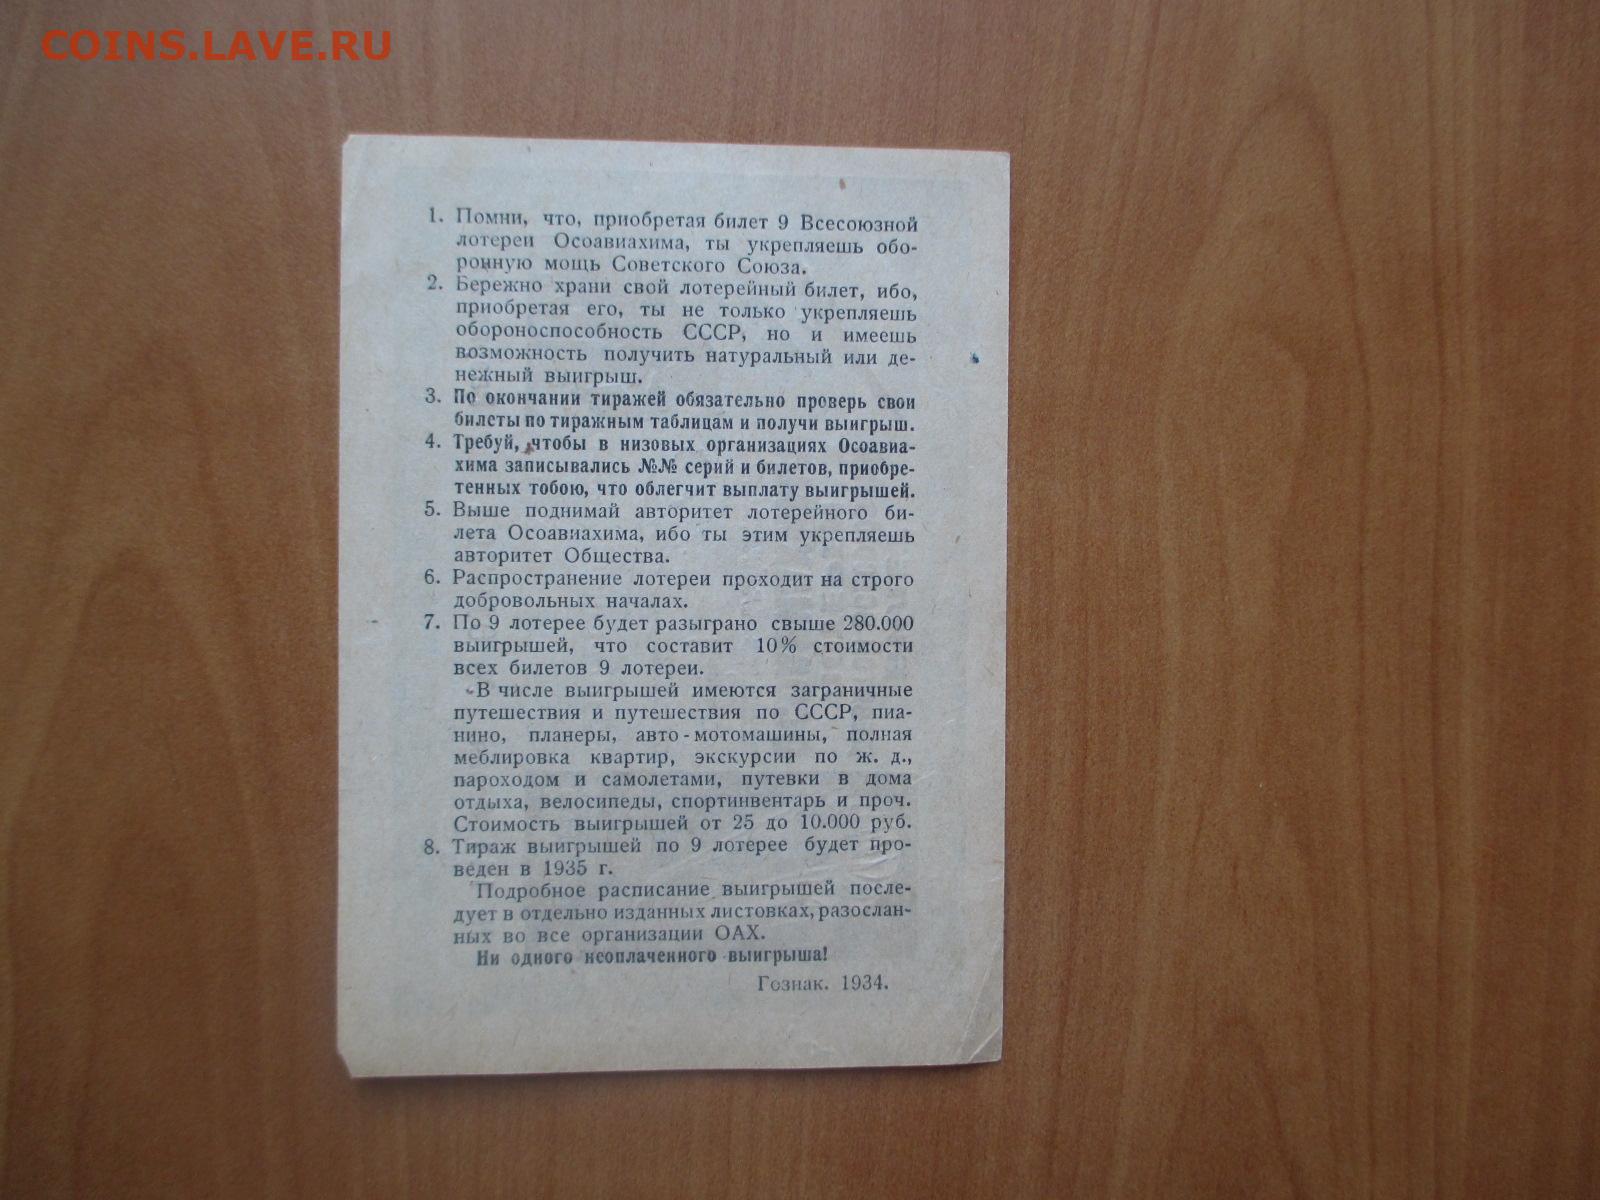 COINS.LAVE.RU
1. Помни, что, приобретая билет 9 Всесоюзной
лотереи Осоавиахима, ты укрепляешь обо-
ронную мощь Советского Союза.
2. Бережно храни свой лотерейный билет, ибо,
приобретая его, ты не только укрепляешь
обороноспособность СССР, но и имеешь
возможность получить натуральный или де-
нежный выигрыш.
3. По окончании тиражей обязательно проверь свои
билеты по тиражным таблицам и получи выигрыш.
4. Требуй, чтобы в низовых организациях Осоавиа-
хима записывались №№ серий и билетов, приобре-
тенных тобою, что облегчит выплату выигрышей.
5. Выше поднимай авторитет лотерейного би-
лета Осоавиахима, ибо ты этим укрепляешь
авторитет Общества.
6. Распространение лотереи проходит на строго
добровольных началах.
7. По 9 лотерее будет разыграно свыше 280.000
выигрышей, что составит 10% стоимости
всех билетов 9 лотереи.
В числе выигрышей имеются заграничные
путешествия и путешествия по СССР, пиа-
нино, планеры, авто-мотомашины, полная
меблировка квартир, экскурсии по ж. д.,
пароходом и самолетами, путевки в дома
отдыха, велосипеды, спортинвентарь и проч.
Стоимость выигрышей от 25 до 10.000 руб.
8. Тираж выигрышей по 9 лотерее будет про-
веден в 1935 г.
Подробное расписание выигрышей после-
дует в отдельно изданных листовках, разослан-
ных во все организации ОАХ.
Ни одного неоплаченного выигрыша!
Гознак. 1934.